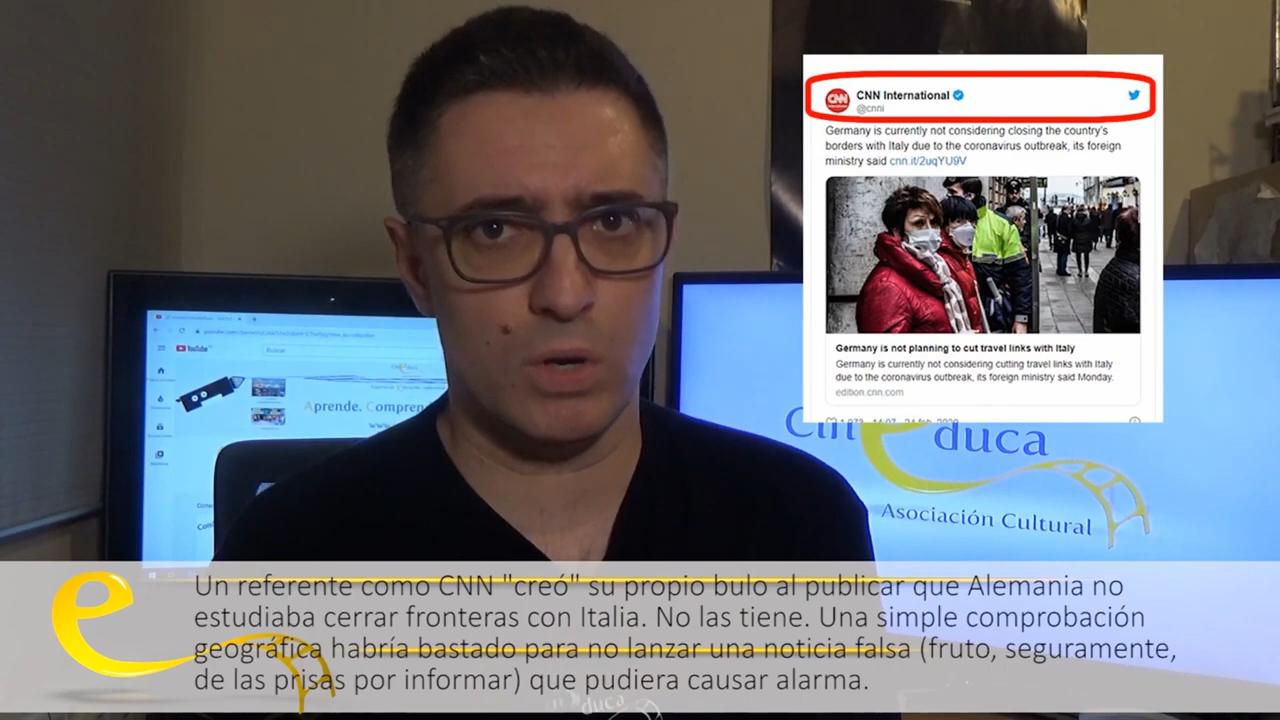 CNN International
@cnni
Germany is currently not considering closing the country's
borders with Italy due to the coronavirus outbreak, its foreign
ministry said cnn.it/2uqYU9V
Germany is not planning to cut travel links with Italy
Germany is currently not considering cutting travel links with Italy
due to the coronavirus outbreak, its foreign ministry said Monday.
edition.cnn.com
YouTube
Buscar
Aprende. Compren
Cineduca
Asociación Cultural
Un referente como CNN "creó" su propio bulo al publicar que Alemania no
estudiaba cerrar fronteras con Italia. No las tiene. Una simple comprobación
geográfica habría bastado para no lanzar una noticia falsa (fruto, seguramente,
de las prisas por informar) que pudiera causar alarma.
duca